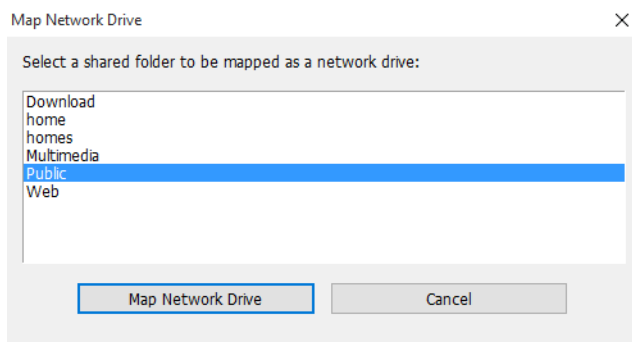 Map Network Drive
Select a shared folder to be mapped as a network drive:
Download
home
homes
Multimedia
Public
Web
Map Network Drive
Cancel